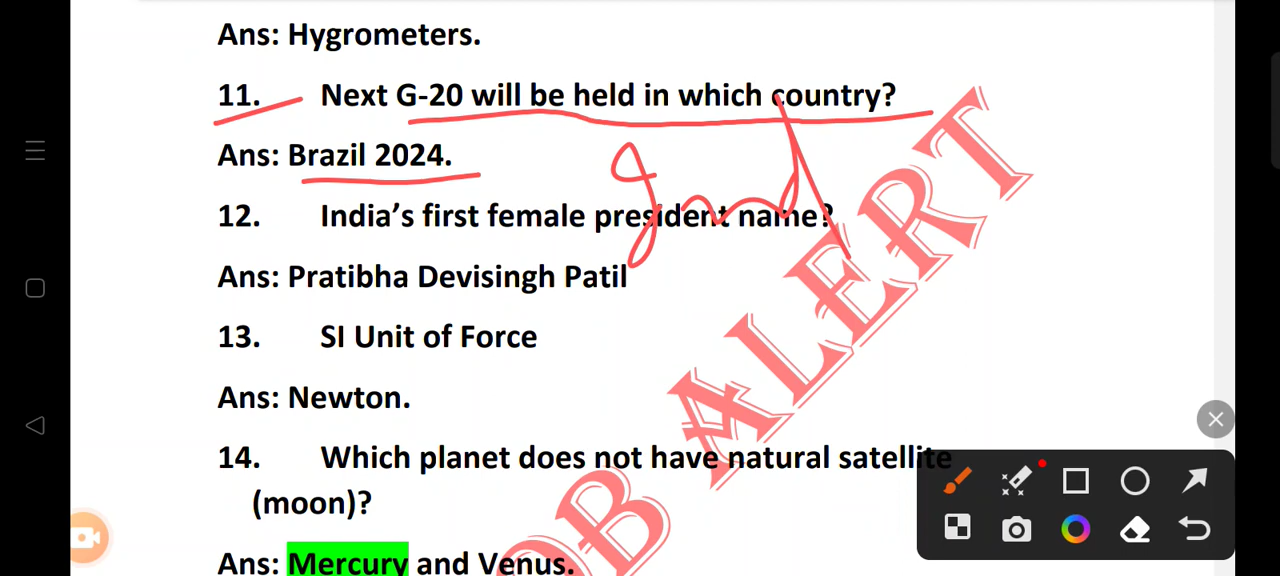 Ans: Hygrometers.
11. Next G-20 will be held in which country?
Ans: Brazil 2024.
12. India’s first female president name?
Ans: Pratibha Devisingh Patil
13. SI Unit of Force
Ans: Newton.
14. Which planet does not have natural satellite
(moon)?
Ans: Mercury and Venus.
OB ALERT